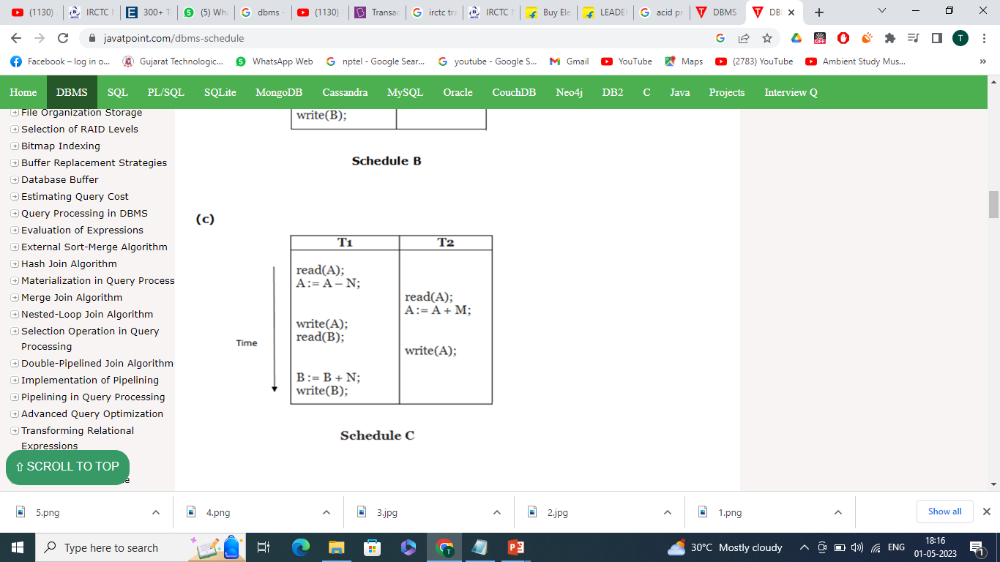 (1130)
IRCTC
300+ T
(5) Wha
dbms -
(1130)
Transac
irctc tra
IRCTC
Buy Ele
LEADE
acid pr
DBMS
DB
javatpoint.com/dbms-schedule
T
Facebook – log in o...
Gujarat Technologic...
WhatsApp Web
nptel - Google Sear...
youtube - Google S...
Gmail
YouTube
Maps
(2783) YouTube
Ambient Study Mus...
»
Home DBMS SQL PL/SQL SQLite MongoDB Cassandra MySQL Oracle CouchDB Neo4j DB2 C Java Projects Interview Q
File Organization Storage
Selection of RAID Levels
Bitmap Indexing
Buffer Replacement Strategies
Database Buffer
Estimating Query Cost
Query Processing in DBMS
Evaluation of Expressions
External Sort-Merge Algorithm
Hash Join Algorithm
Materialization in Query Process
Merge Join Algorithm
Nested-Loop Join Algorithm
Selection Operation in Query
Processing
Double-Pipelined Join Algorithm
Implementation of Pipelining
Pipelining in Query Processing
Advanced Query Optimization
Transforming Relational
Expressions
⇧ SCROLL TO TOP
write(B);
Schedule B
(c)
T1 T2
read(A);
A := A – N;
read(A);
A := A + M;
write(A);
read(B);
Time
write(A);
B := B + N;
write(B);
Schedule C
5.png
4.png
3.jpg
2.jpg
1.png
Show all
Type here to search
30°C Mostly cloudy
ENG
18:16
01-05-2023